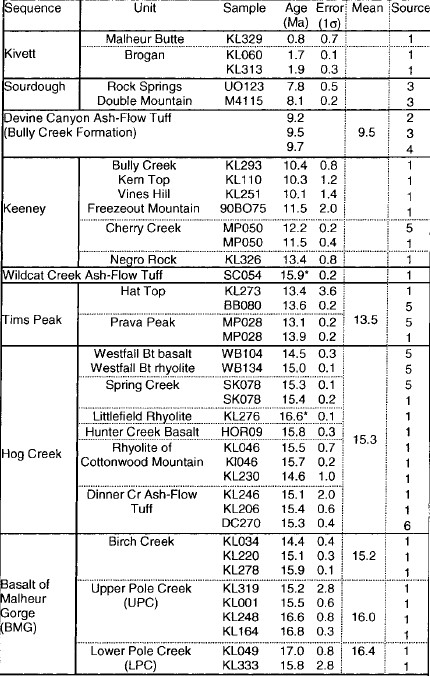 Sequence Unit Sample Age (Ma) Error (1σ) Mean Source
Malheur Butte KL329 0.8 0.7 1
Kivett Brogan KL060 1.7 0.1 1
KL313 1.9 0.3 1
Sourdough Rock Springs UO123 7.8 0.5 3
Double Mountain M4115 8.1 0.2 3
Devine Canyon Ash-Flow Tuff 9.2 2
(Bully Creek Formation) 9.5 9.5 3
9.7 4
Bully Creek KL293 10.4 0.8 1
Kern Top KL110 10.3 1.2 1
Vines Hill KL251 10.1 1.4 1
Keeney Freezeout Mountain 90BO75 11.5 2.0 1
Cherry Creek MP050 12.2 0.2 5
MP050 11.5 0.4 1
Negro Rock KL326 13.4 0.8 1
Wildcat Creek Ash-Flow Tuff SC054 15.9* 0.2 1
Hat Top KL273 13.4 3.6 1
BB080 13.6 0.2 5
Tims Peak Prava Peak MP028 13.1 0.2 13.5 5
MP028 13.9 0.2 1
Westfall Bt basalt WB104 14.5 0.3 5
Westfall Bt rhyolite WB134 15.0 0.1 5
Spring Creek SK078 15.3 0.1 5
SK078 15.4 0.2 1
Littlefield Rhyolite KL276 16.6* 0.1 1
Hunter Creek Basalt HOR09 15.8 0.3 15.3 1
Hog Creek Rhyolite of KL046 15.5 0.7 1
Cottonwood Mountain KI046 15.7 0.2 1
KL230 14.6 1.0 1
Dinner Cr Ash-Flow KL246 15.1 2.0 1
Tuff KL206 15.4 0.6 1
DC270 15.3 0.4 6
Birch Creek KL034 14.4 0.4 1
KL220 15.1 0.3 15.2 1
KL278 15.9 0.1 1
Basalt of Upper Pole Creek KL319 15.2 2.8 1
Malheur (UPC) KL001 15.5 0.6 1
Gorge KL248 16.6 0.8 16.0 1
(BMG) KL164 16.8 0.3 1
Lower Pole Creek KL049 17.0 0.8 16.4 1
(LPC) KL333 15.8 2.8 1